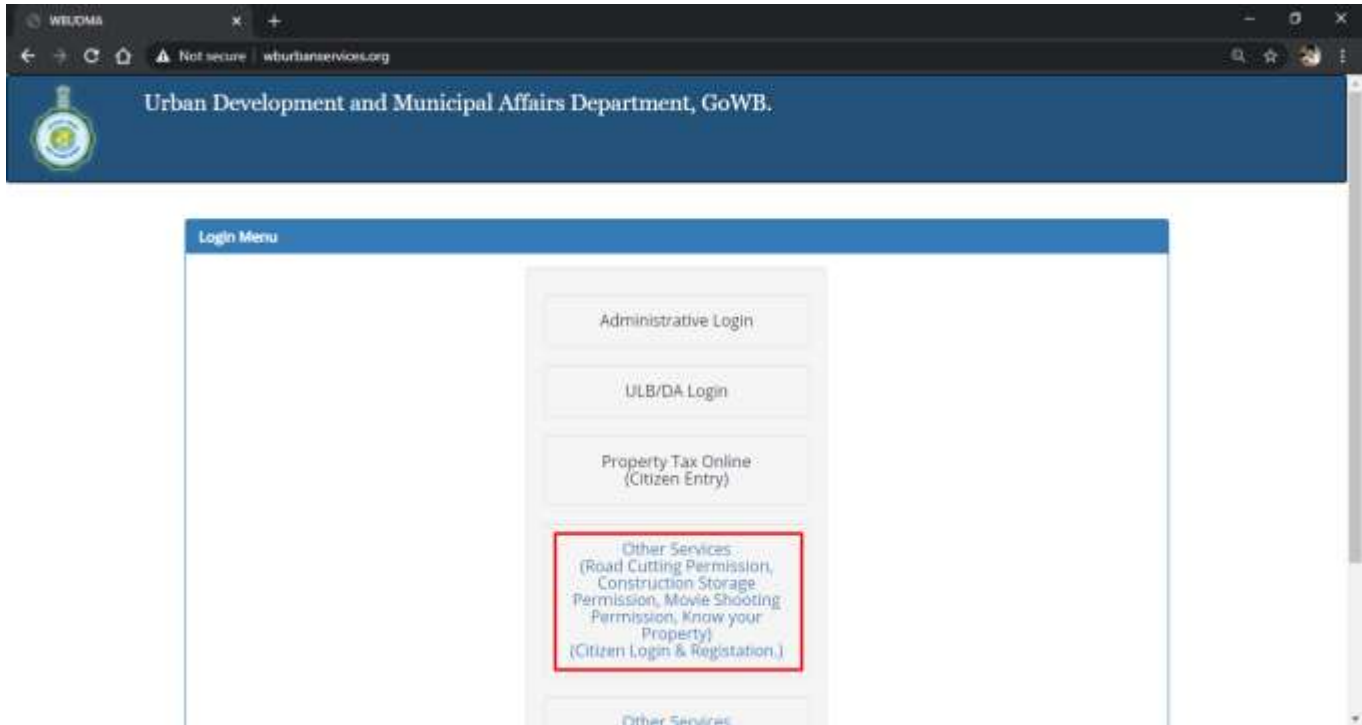 WBUDMA
Not secure | wburbanservices.org
Urban Development and Municipal Affairs Department, GoWB.
Login Menu
Administrative Login
ULB/DA Login
Property Tax Online
(Citizen Entry)
Other Services
(Road Cutting Permission,
Construction Storage
Permission, Movie Shooting
Permission, Know your
Property)
(Citizen Login & Registation.)
Other Services